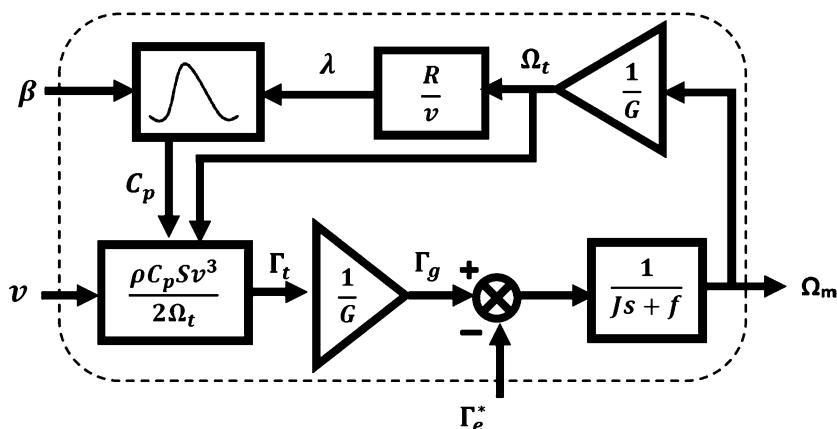 β
λ
R/v
Ω_t
1/G
C_p
v
ρC_pSv^3/2Ω_t
Γ_t
1/G
Γ_g
+
−
1/(Js + f)
Ω_m
Γ_e^*